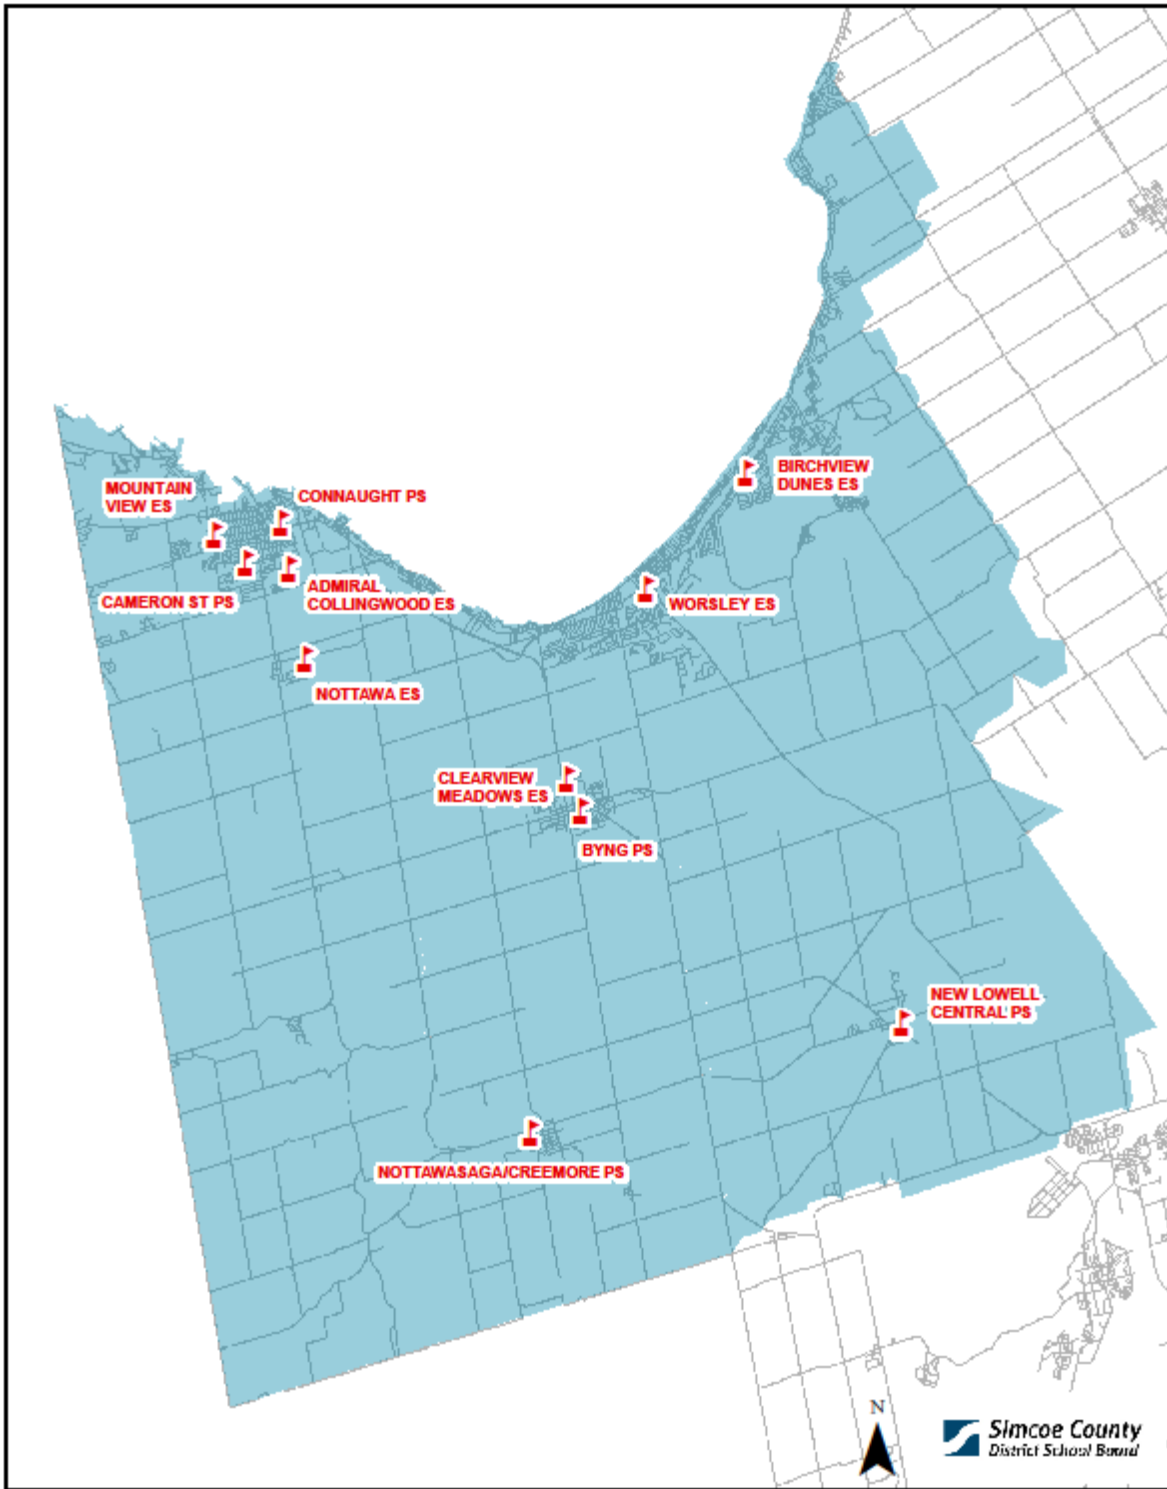 BIRCHVIEW
DUNES ES
MOUNTAIN
VIEW ES
CONNAUGHT PS
CAMERON ST PS
ADMIRAL
COLLINGWOOD ES
WORSLEY ES
NOTTAWA ES
CLEARVIEW
MEADOWS ES
BYNG PS
NEW LOWELL
CENTRAL PS
NOTTAWASAGA/CREEMORE PS
N
Simcoe County
District School Board